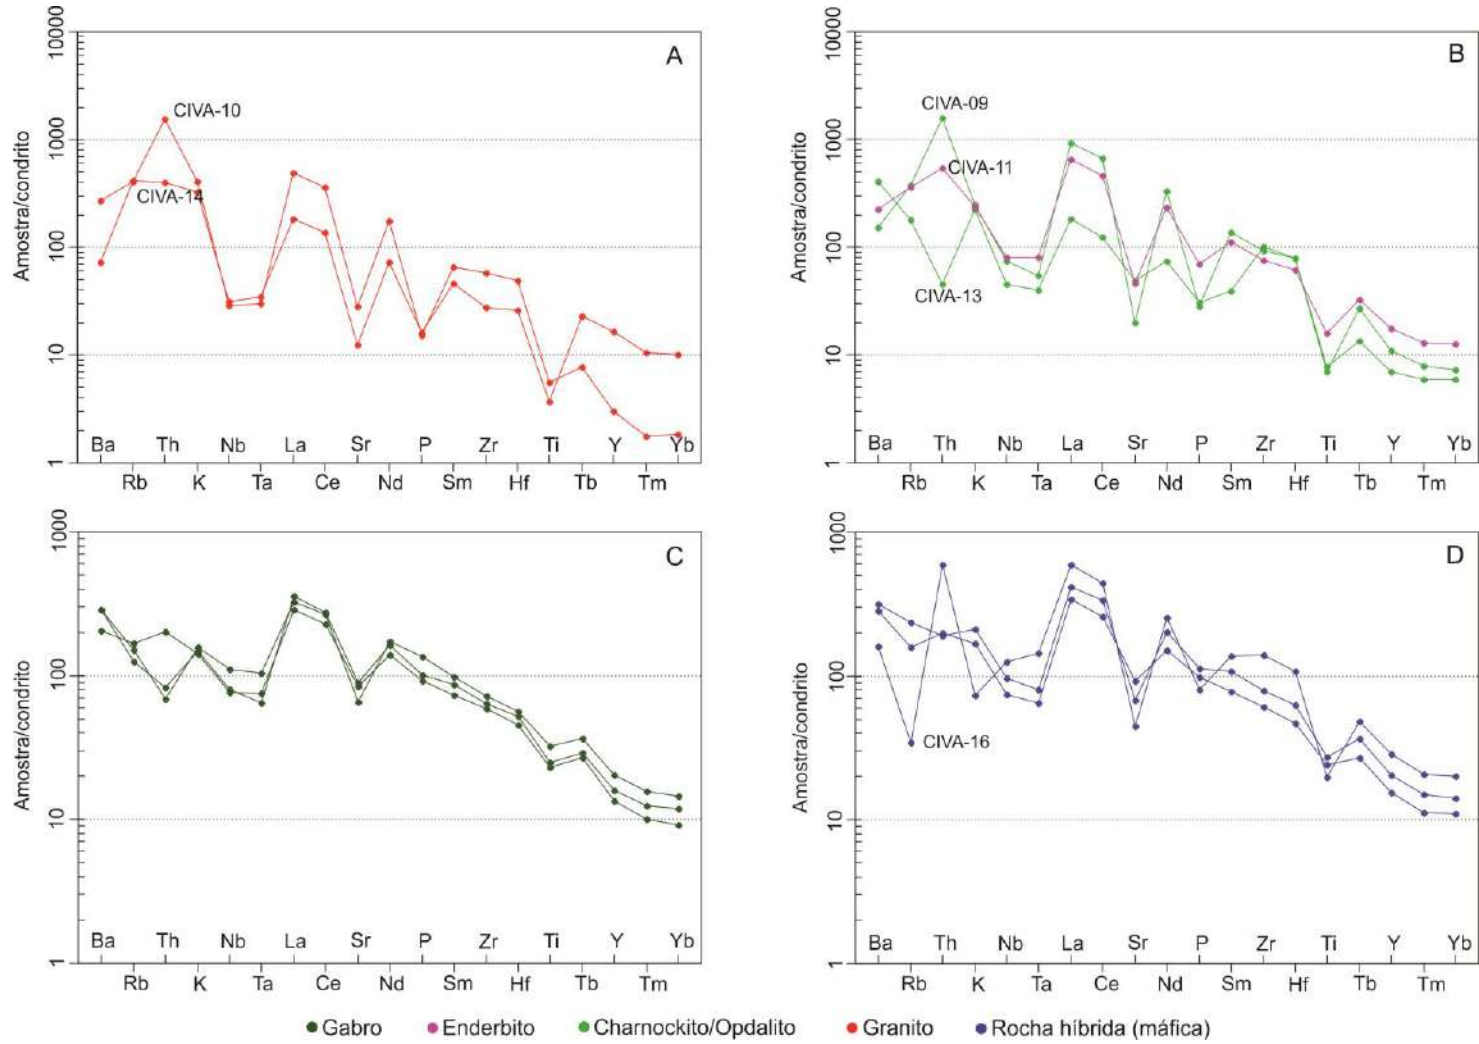 A
10000
1000
100
10
1
Amostra/condrito
CIVA-10
CIVA-14
Ba Th Nb La Sr P Zr Ti Y Yb
Rb K Ta Ce Nd Sm Hf Tb Tm
B
10000
1000
100
10
1
Amostra/condrito
CIVA-09
CIVA-11
CIVA-13
Ba Th Nb La Sr P Zr Ti Y Yb
Rb K Ta Ce Nd Sm Hf Tb Tm
C
1000
100
10
1
Amostra/condrito
Ba Th Nb La Sr P Zr Ti Y Yb
Rb K Ta Ce Nd Sm Hf Tb Tm
D
1000
100
10
1
Amostra/condrito
CIVA-16
Ba Th Nb La Sr P Zr Ti Y Yb
Rb K Ta Ce Nd Sm Hf Tb Tm
Gabro Enderbito Charnockito/Opdalito Granito Rocha híbrida (máfica)